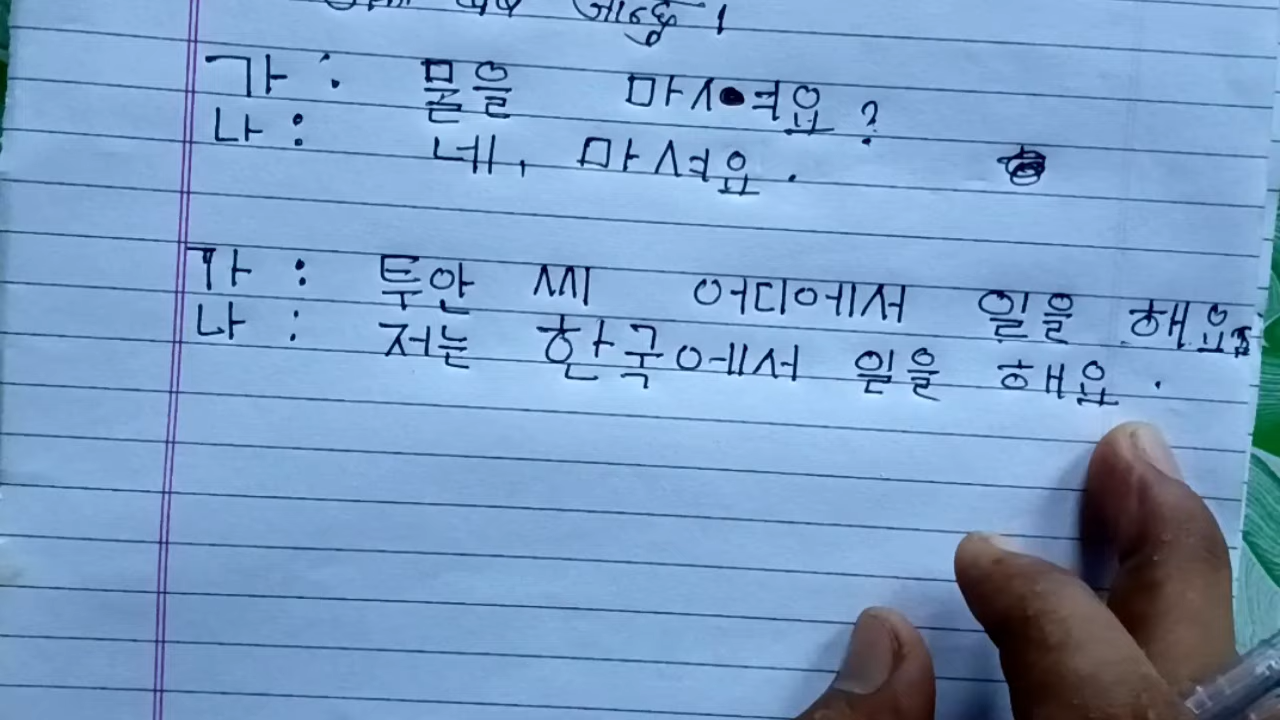 जान्छु ।
가 : 물을 마셔요?
나 : 네, 마셔요.
가 : 투안 씨 어디에서 일을 해요
나 : 저는 한국에서 일을 해요.